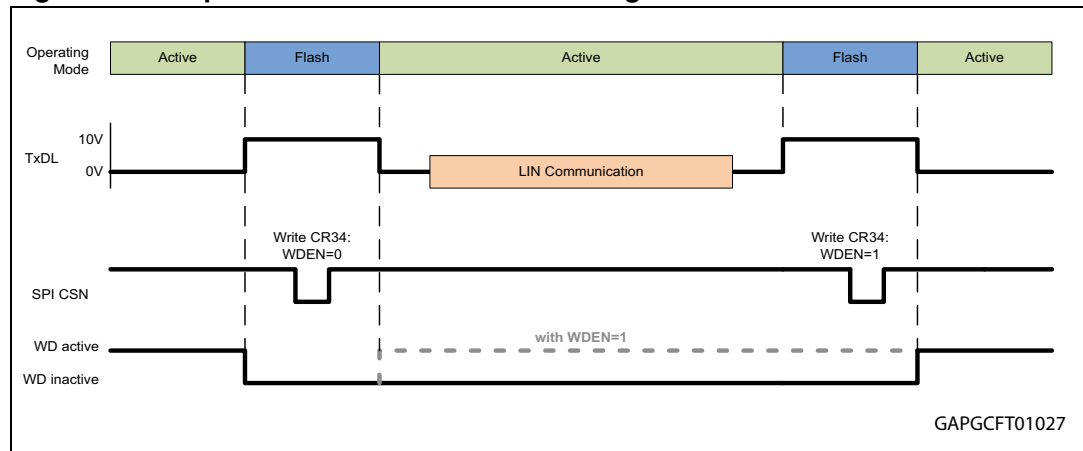 Operating
Mode
Active Flash Active Flash Active
10V
TxDL
0V
LIN Communication
Write CR34:
WDEN=0
Write CR34:
WDEN=1
SPI CSN
with WDEN=1
WD active
WD inactive
GAPGCFT01027